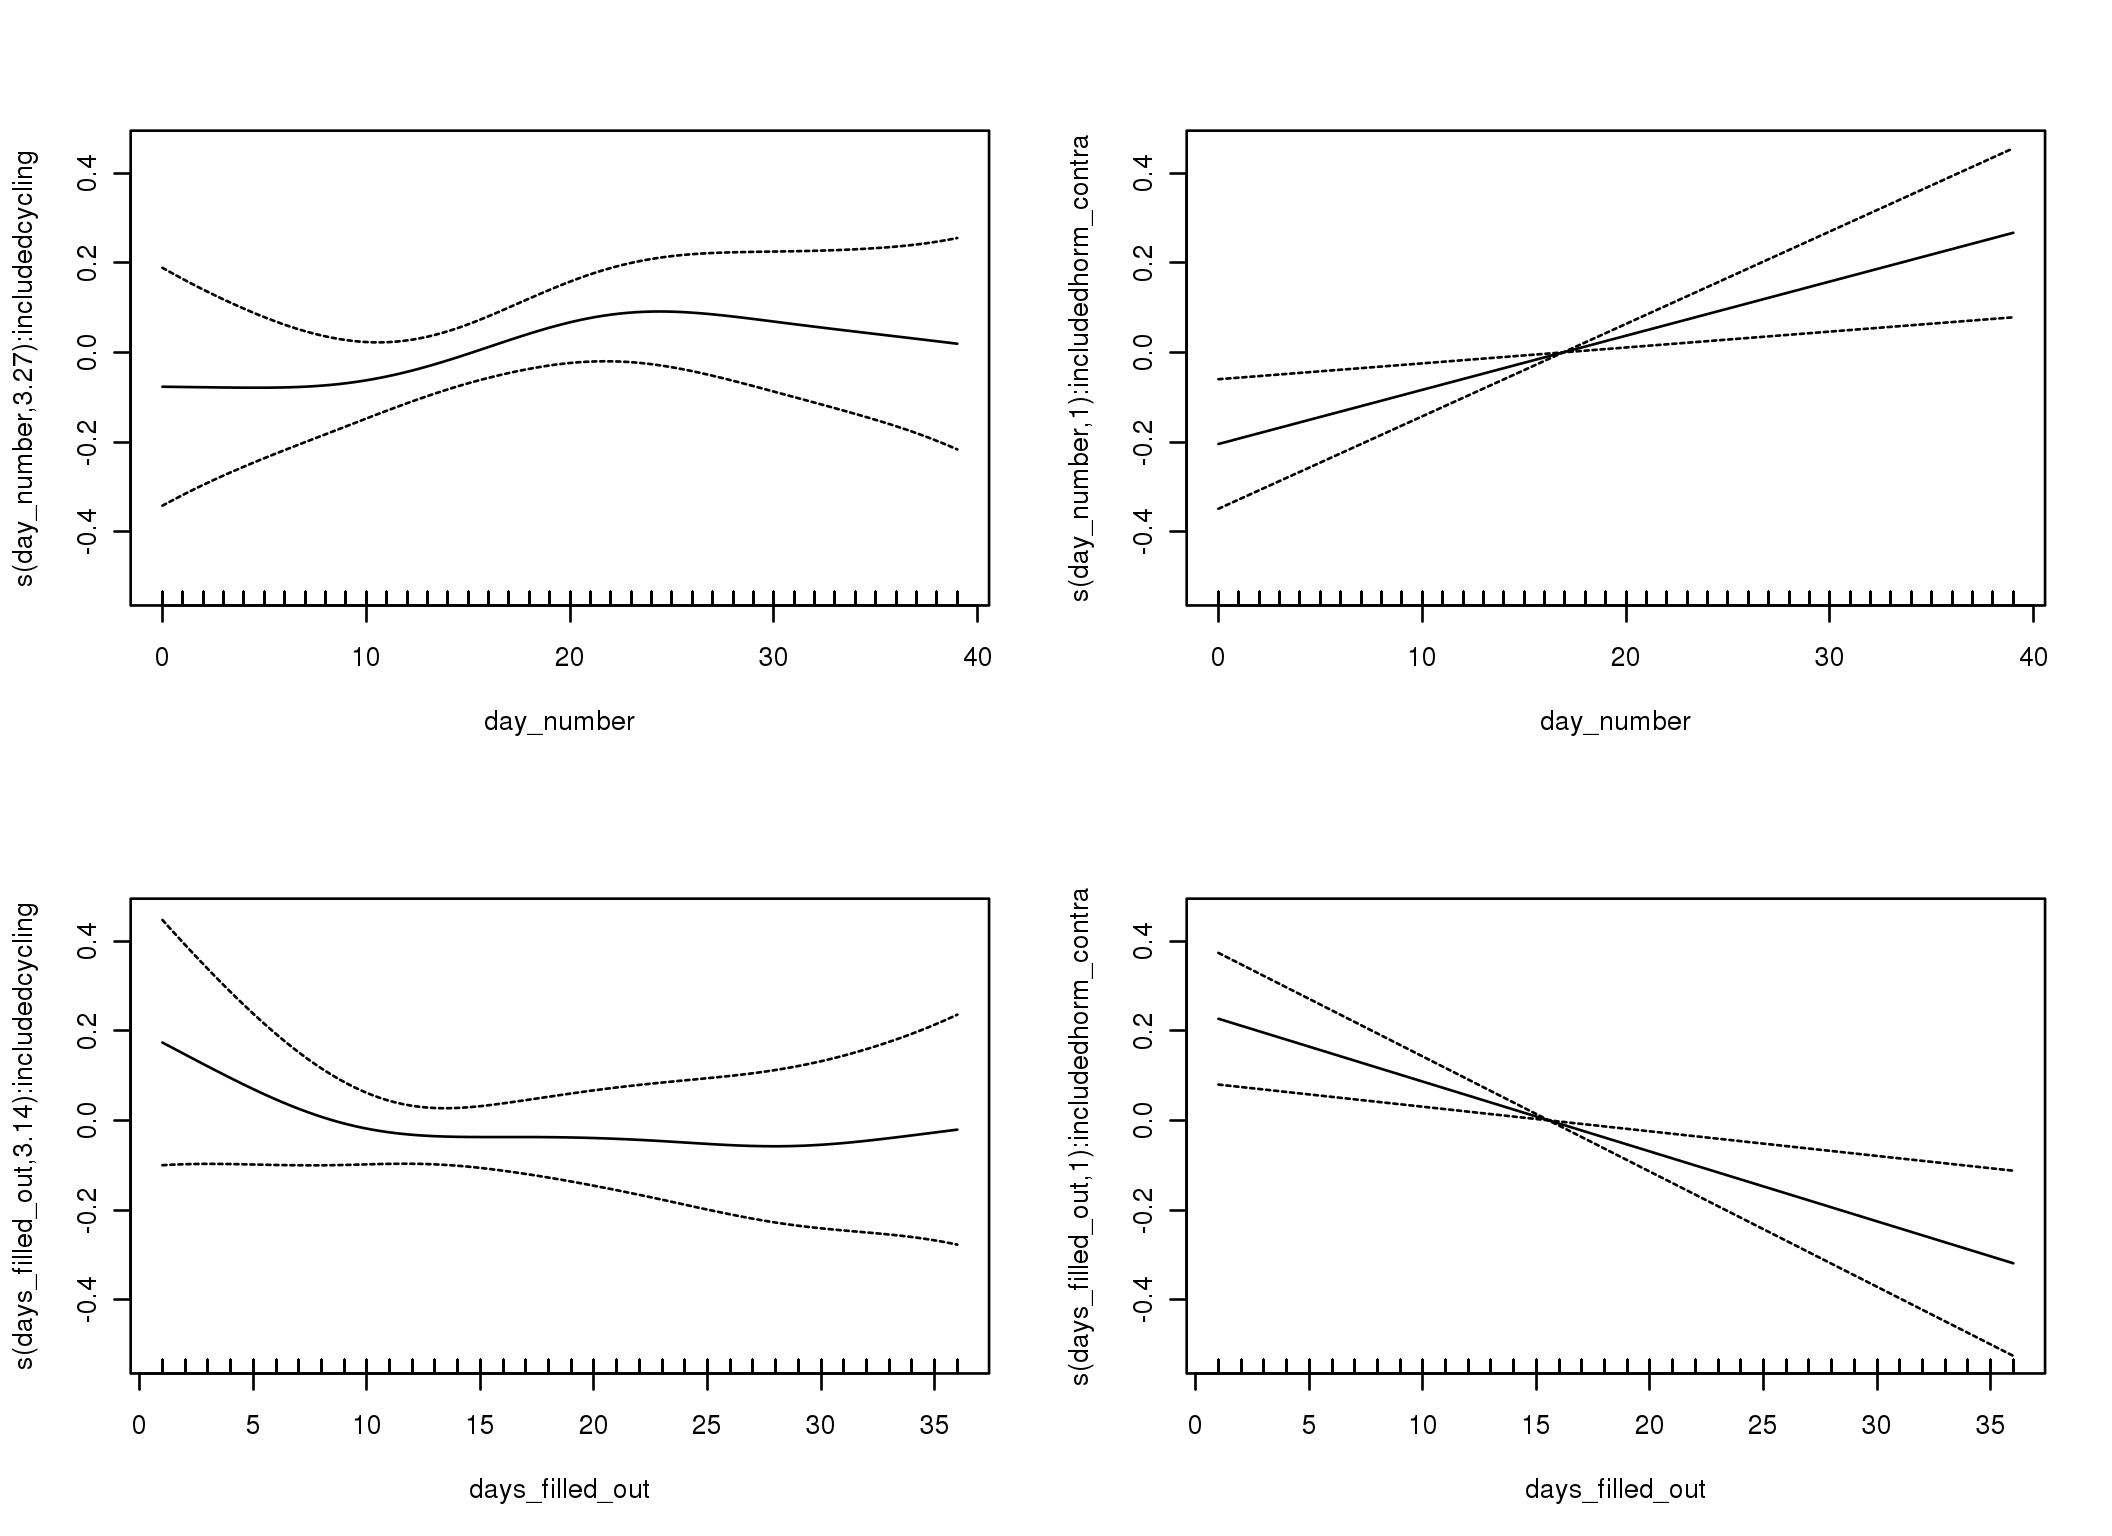 s(day_number,3.27):includedcycling
0.4
0.2
0.0
-0.2
-0.4
0 10 20 30 40
day_number
s(day_number,1):includedhorm_contra
0.4
0.2
0.0
-0.2
-0.4
0 10 20 30 40
day_number
s(days_filled_out,3.14):includedcycling
0.4
0.2
0.0
-0.2
-0.4
0 5 10 15 20 25 30 35
days_filled_out
s(days_filled_out,1):includedhorm_contra
0.4
0.2
0.0
-0.2
-0.4
0 5 10 15 20 25 30 35
days_filled_out